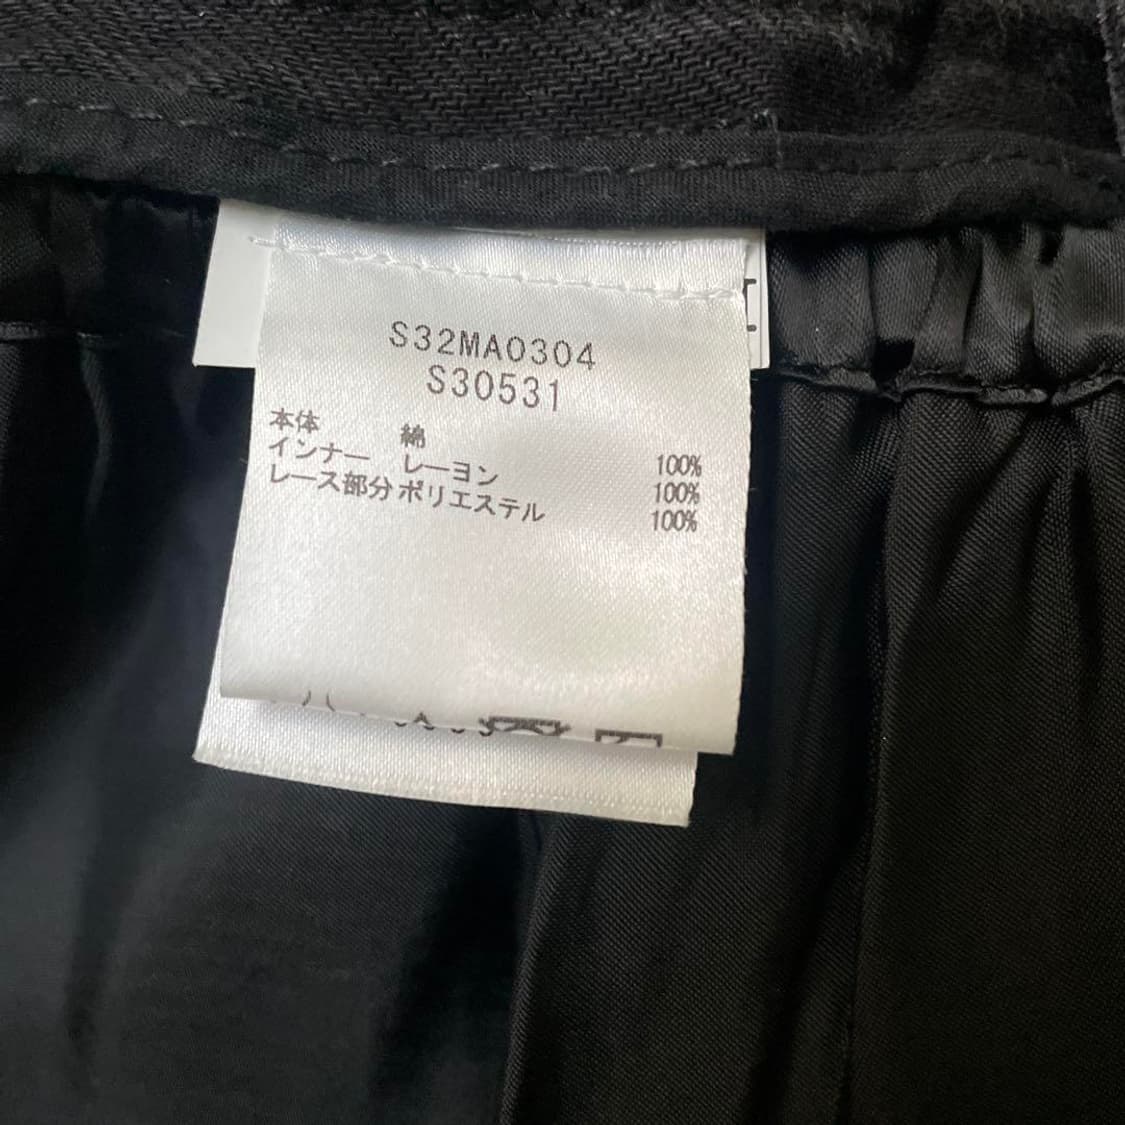 S32MA0304
S30531
本体 綿 100%
インナー レーヨン 100%
レース部分 ポリエステル 100%